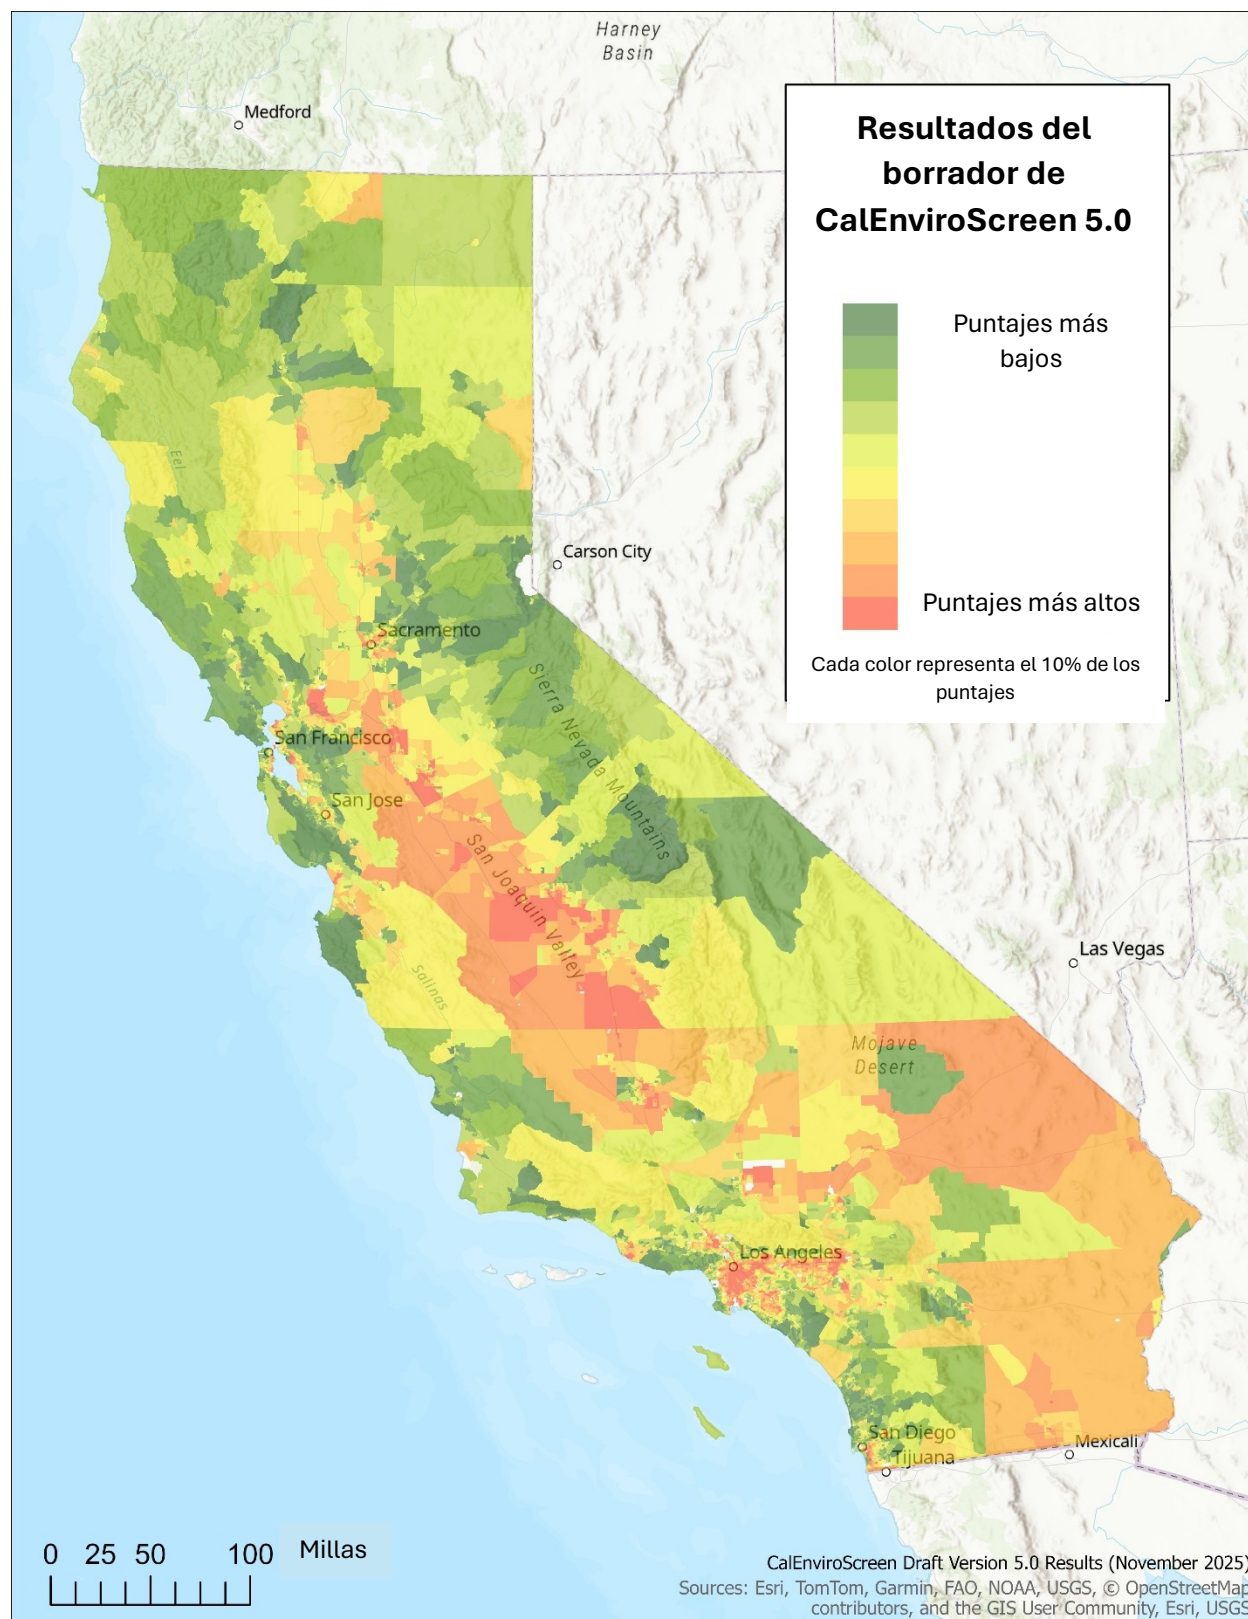 Harney
Basin
Medford
Resultados del
borrador de
CalEnviroScreen 5.0
Puntajes más
bajos
Puntajes más altos
Cada color representa el 10% de los
puntajes
Eel
Carson City
Sacramento
Sierra Nevada Mountains
San Francisco
San Jose
San Joaquin Valley
Salinas
Las Vegas
Mojave
Desert
Los Angeles
San Diego
Tijuana
Mexicali
0 25 50 100 Millas
CalEnviroScreen Draft Version 5.0 Results (November 2025)
Sources: Esri, TomTom, Garmin, FAO, NOAA, USGS, © OpenStreetMap
contributors, and the GIS User Community, Esri, USGS